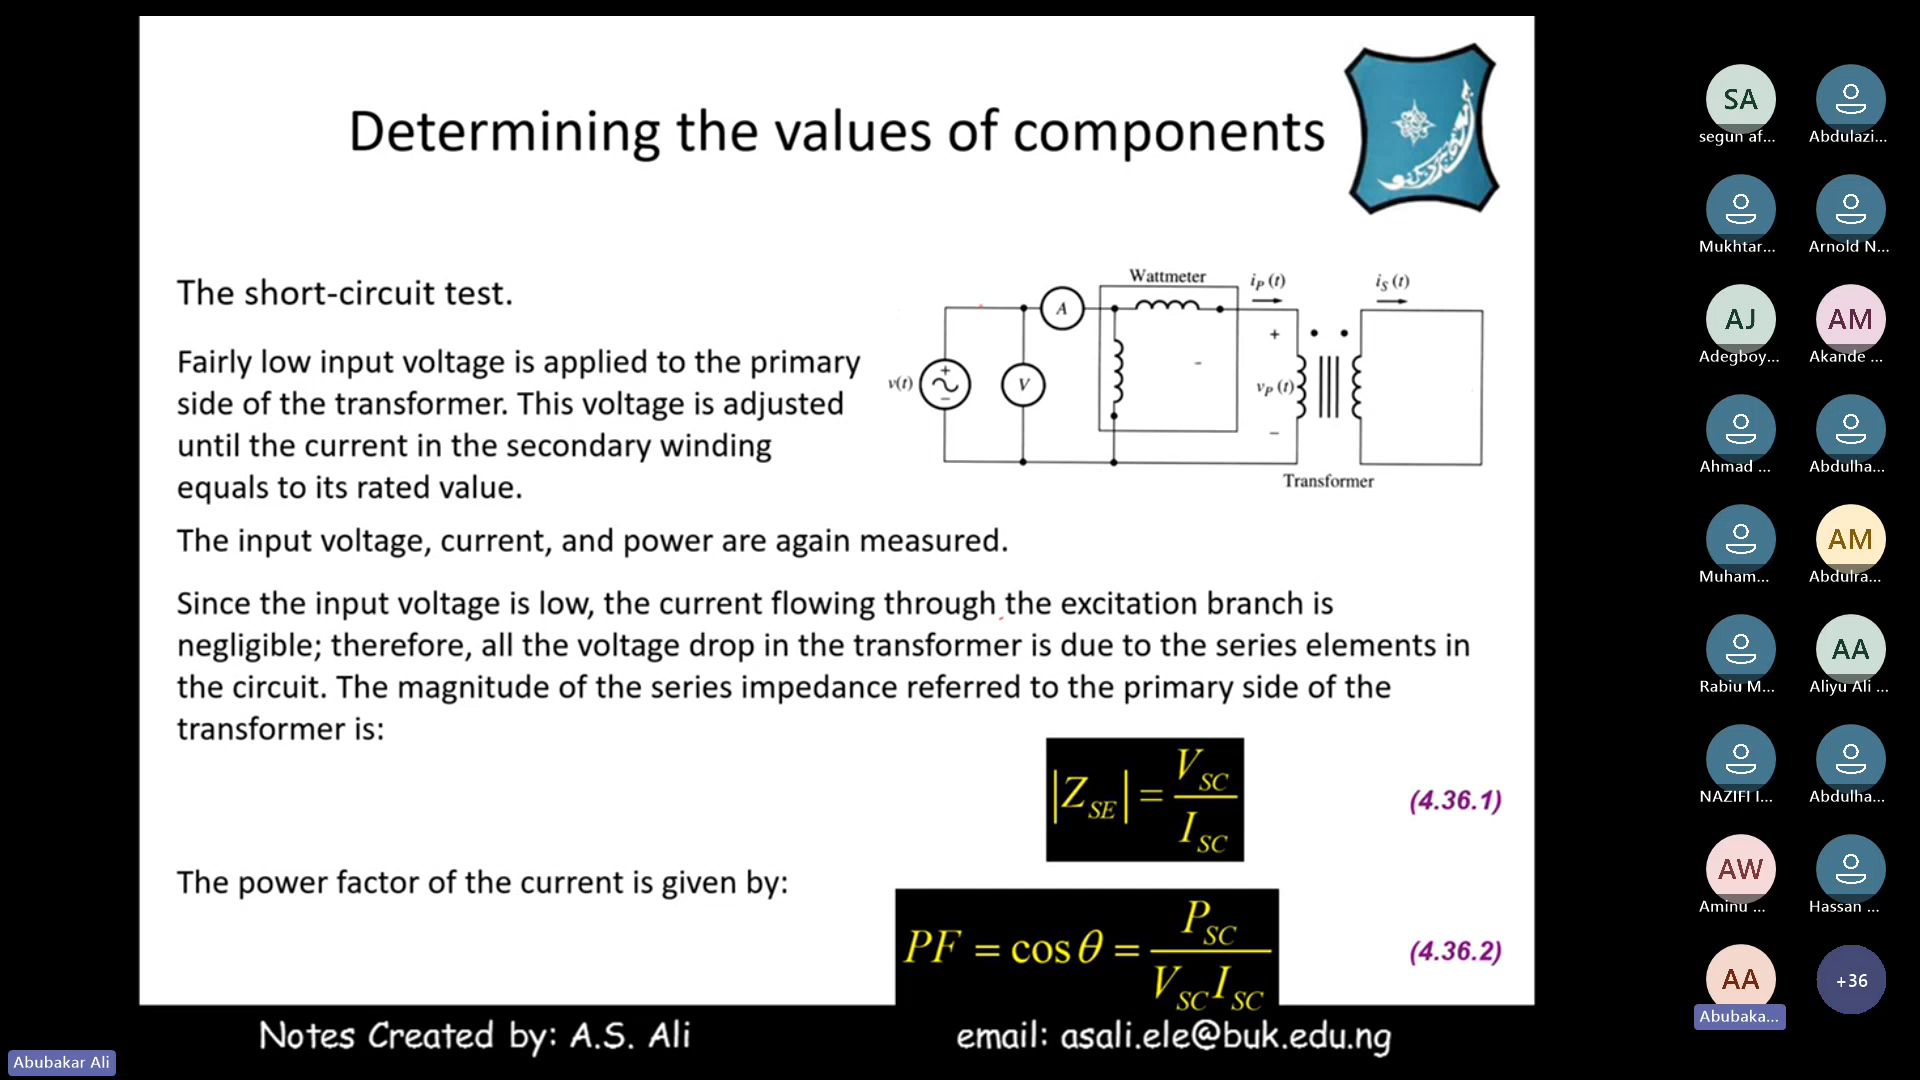 Determining the values of components
The short-circuit test.
Fairly low input voltage is applied to the primary
side of the transformer. This voltage is adjusted
until the current in the secondary winding
equals to its rated value.
Wattmeter
i_P (t)
i_S (t)
A
+
v(t)
+
−
V
v_P (t)
−
Transformer
The input voltage, current, and power are again measured.
Since the input voltage is low, the current flowing through the excitation branch is
negligible; therefore, all the voltage drop in the transformer is due to the series elements in
the circuit. The magnitude of the series impedance referred to the primary side of the
transformer is:
|Z_SE| = V_SC / I_SC
(4.36.1)
The power factor of the current is given by:
PF = cos θ = P_SC / V_SC I_SC
(4.36.2)
Notes Created by: A.S. Ali
email: asali.ele@buk.edu.ng
Abubakar Ali
SA
segun af...
Abdulazi...
Mukhtar...
Arnold N...
AJ
Adegboy...
AM
Akande ...
Ahmad ...
Abdulha...
Muham...
AM
Abdulra...
Rabiu M...
AA
Aliyu Ali ...
NAZIFI I...
Abdulha...
AW
Aminu ...
Hassan ...
AA
Abubaka...
+36